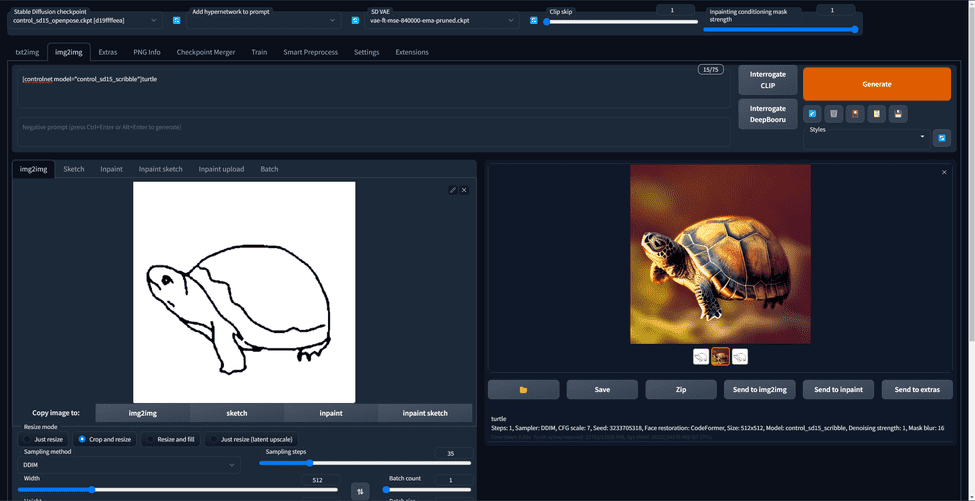 Stable Diffusion checkpoint
control_sd15_openpose.ckpt [d19ffffeea]
Add hypernetwork to prompt
SD VAE
vae-ft-mse-840000-ema-pruned.ckpt
Clip skip
1
Inpainting conditioning mask strength
1
txt2img
img2img
Extras
PNG Info
Checkpoint Merger
Train
Smart Preprocess
Settings
Extensions
[controlnet model="control_sd15_scribble"]turtle
15/75
Negative prompt (press Ctrl+Enter or Alt+Enter to generate)
Interrogate
CLIP
Interrogate
DeepBooru
Generate
Styles
img2img
Sketch
Inpaint
Inpaint sketch
Inpaint upload
Batch
Copy image to:
img2img
sketch
inpaint
inpaint sketch
Resize mode
Just resize
Crop and resize
Resize and fill
Just resize (latent upscale)
Sampling method
DDIM
Sampling steps
35
Width
512
Batch count
1
Save
Zip
Send to img2img
Send to inpaint
Send to extras
turtle
Steps: 1, Sampler: DDIM, CFG scale: 7, Seed: 3233705318, Face restoration: CodeFormer, Size: 512x512, Model: control_sd15_scribble, Denoising strength: 1, Mask blur: 16